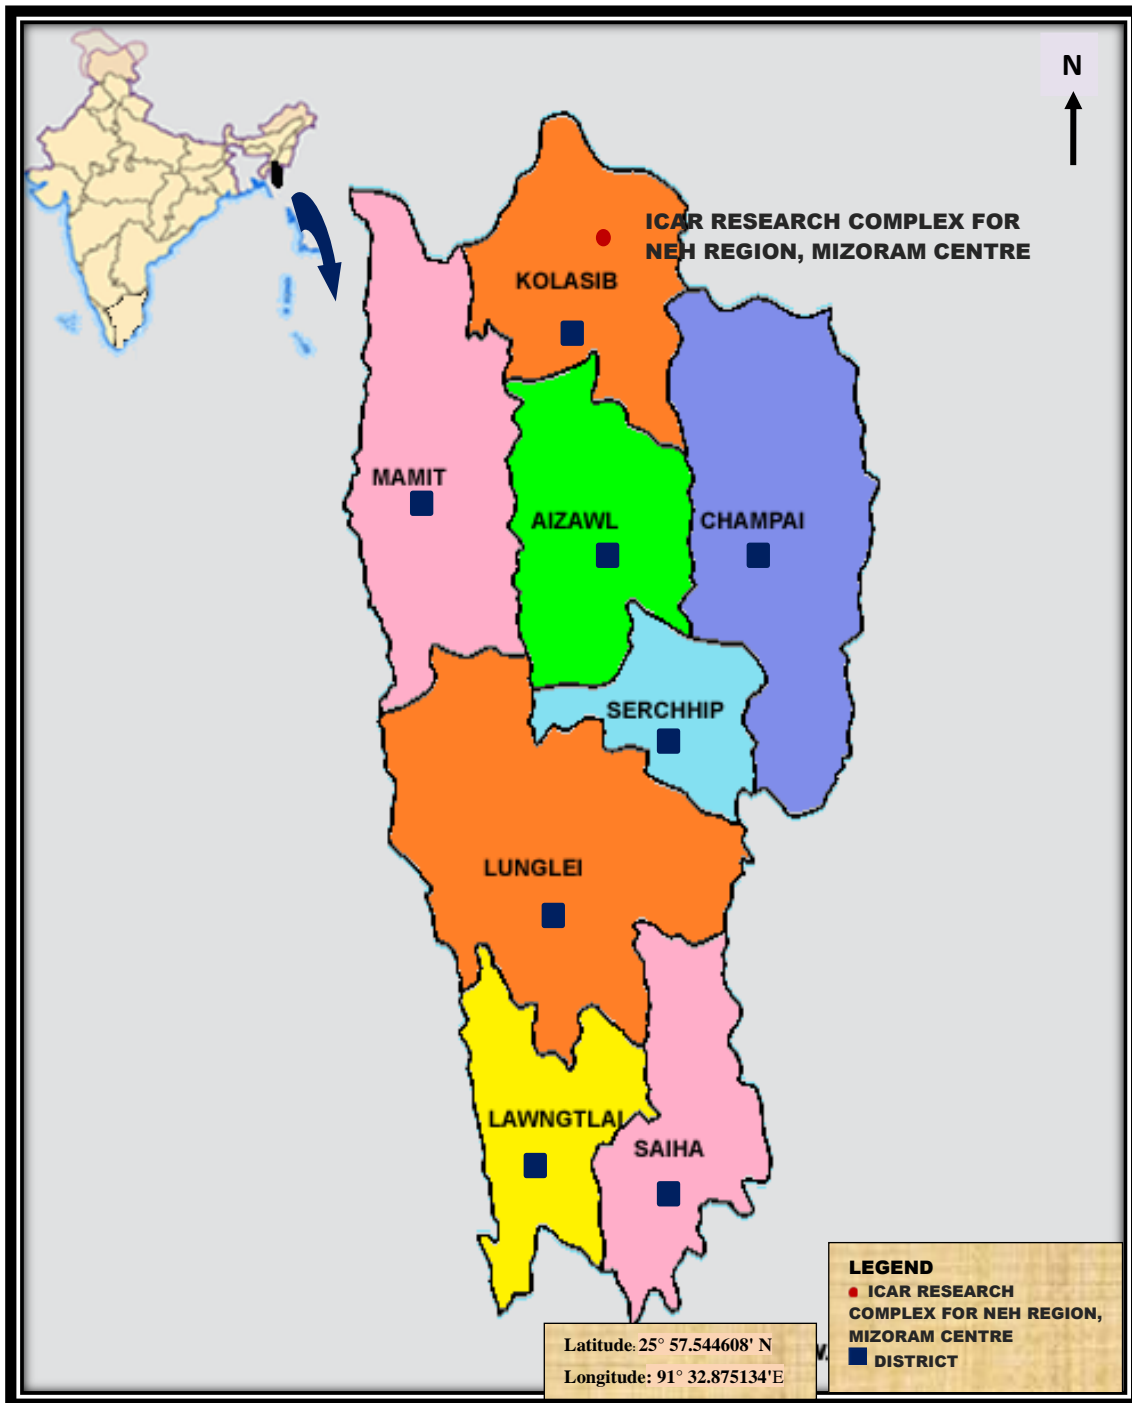 N
ICAR RESEARCH COMPLEX FOR
NEH REGION, MIZORAM CENTRE
KOLASIB
MAMIT
AIZAWL
CHAMPAI
SERCHHIP
LUNGLEI
LAWNGTLAI
SAIHA
LEGEND
ICAR RESEARCH
COMPLEX FOR NEH REGION,
MIZORAM CENTRE
DISTRICT
Latitude: 25° 57.544608' N
Longitude: 91° 32.875134'E